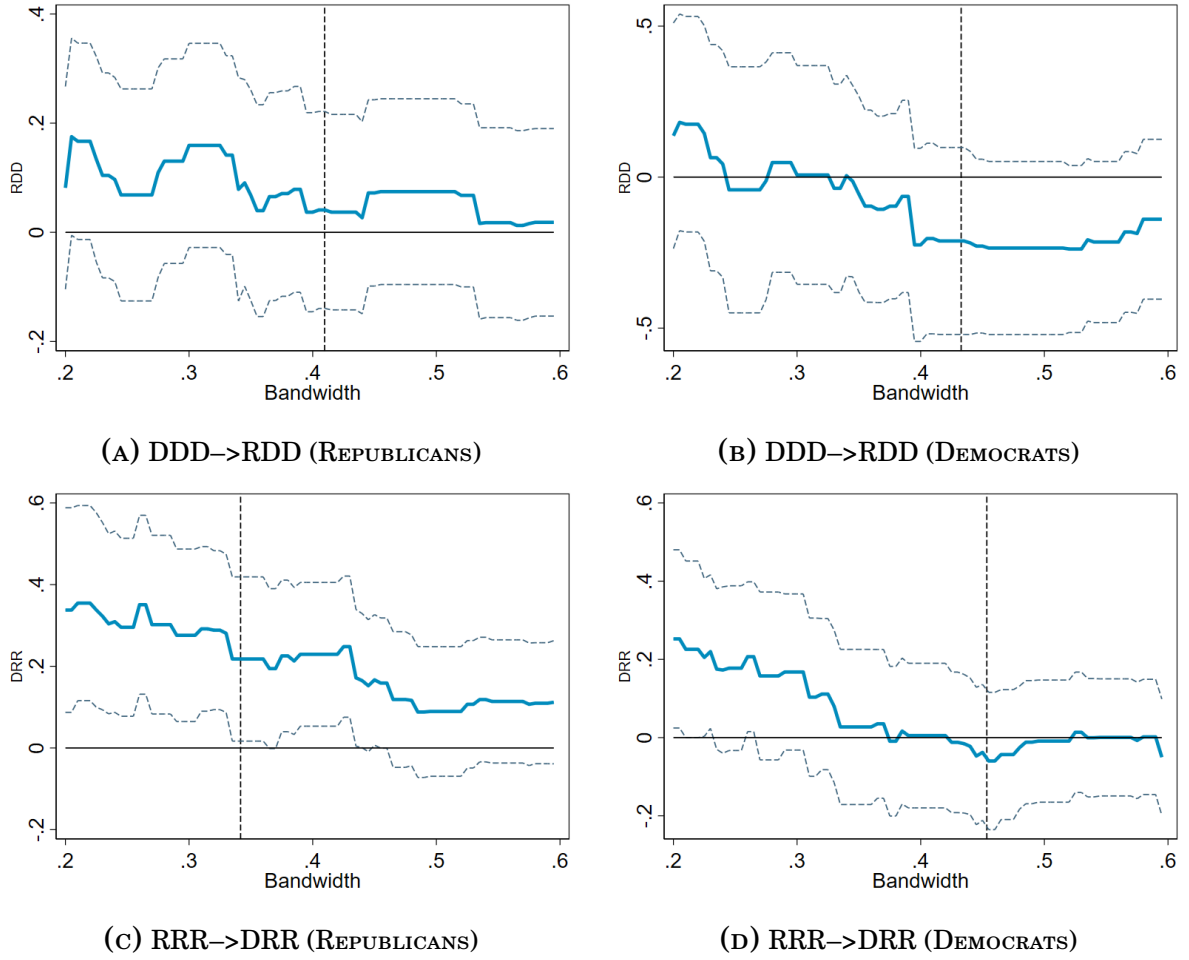 .4
.2
0
-.2
RDD
.2 .3 .4 .5 .6
Bandwidth
(A) DDD–>RDD (REPUBLICANS)
.5
0
-.5
RDD
.2 .3 .4 .5 .6
Bandwidth
(B) DDD–>RDD (DEMOCRATS)
.6
.4
.2
0
-.2
DRR
.2 .3 .4 .5 .6
Bandwidth
(C) RRR–>DRR (REPUBLICANS)
.6
.4
.2
0
-.2
DRR
.2 .3 .4 .5 .6
Bandwidth
(D) RRR–>DRR (DEMOCRATS)